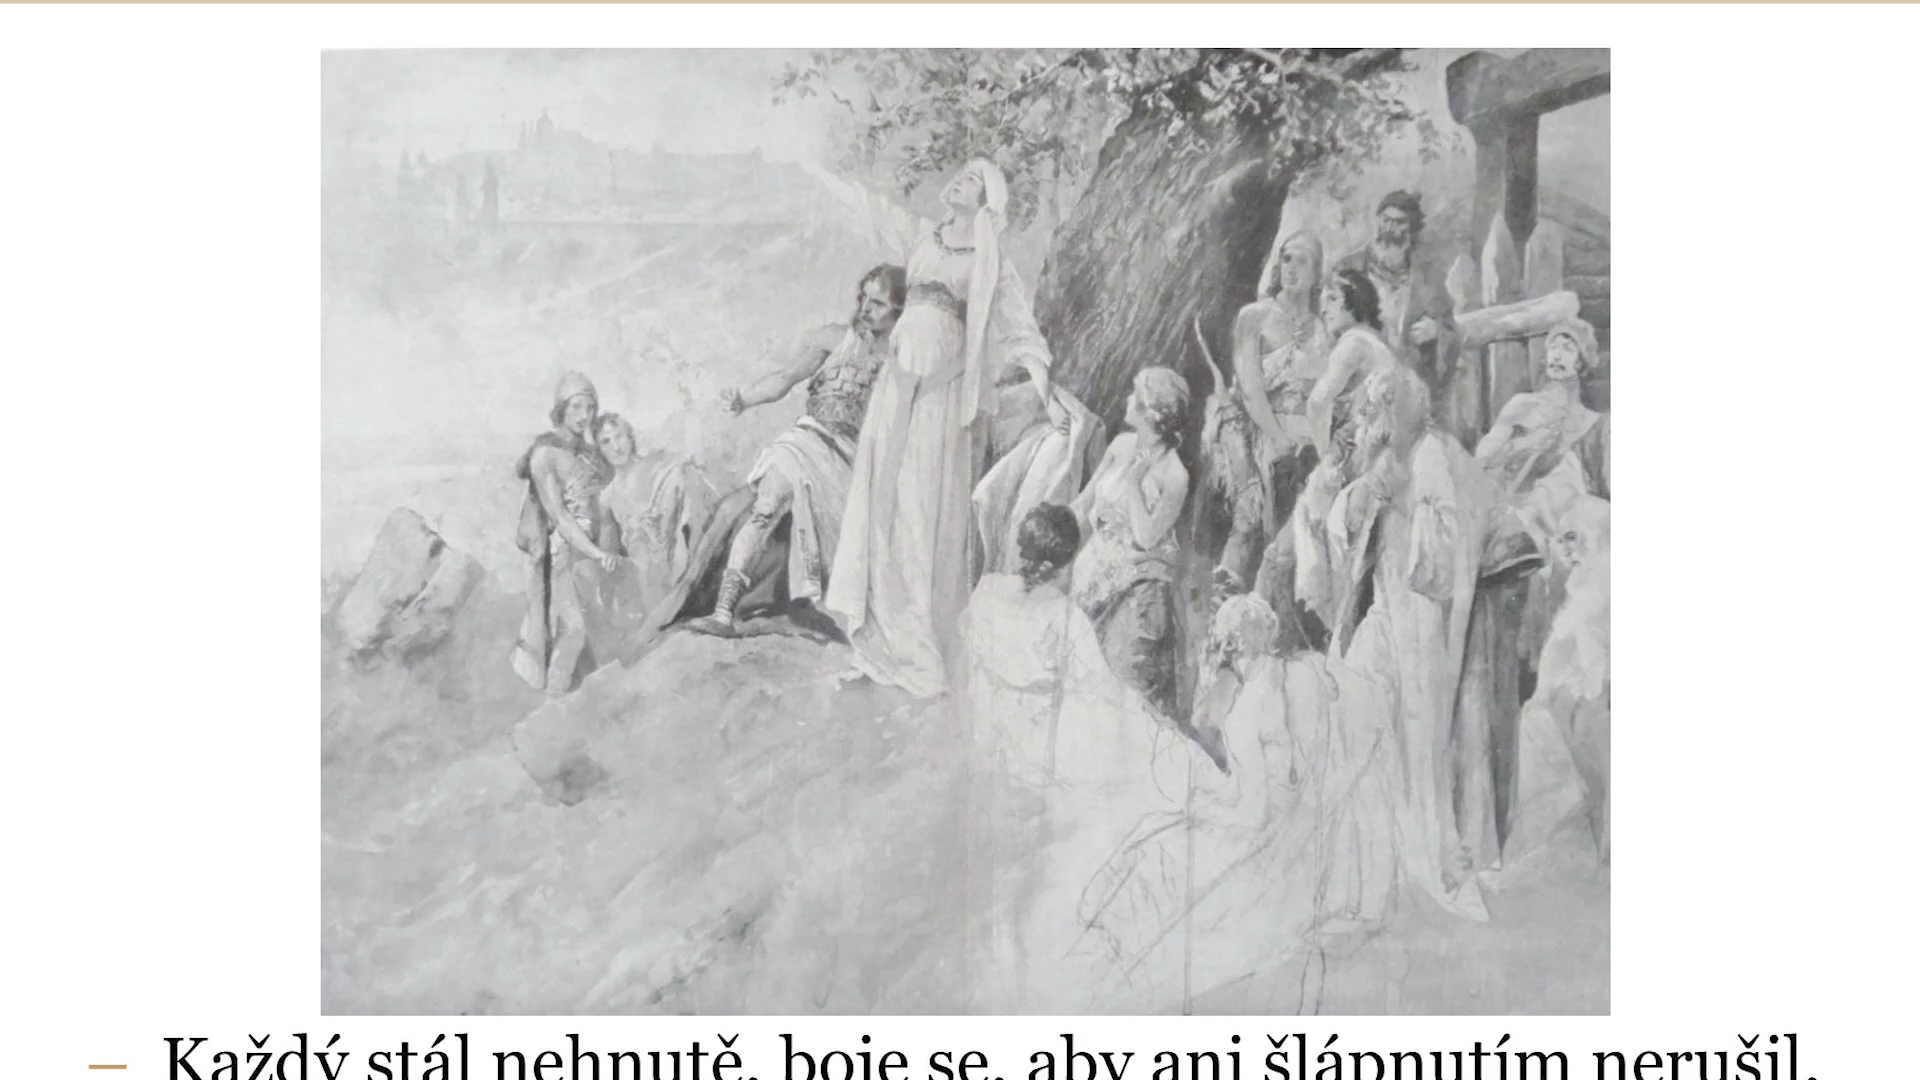 – Každý stál nehnutě, boje se, aby ani šlápnutím nerušil,